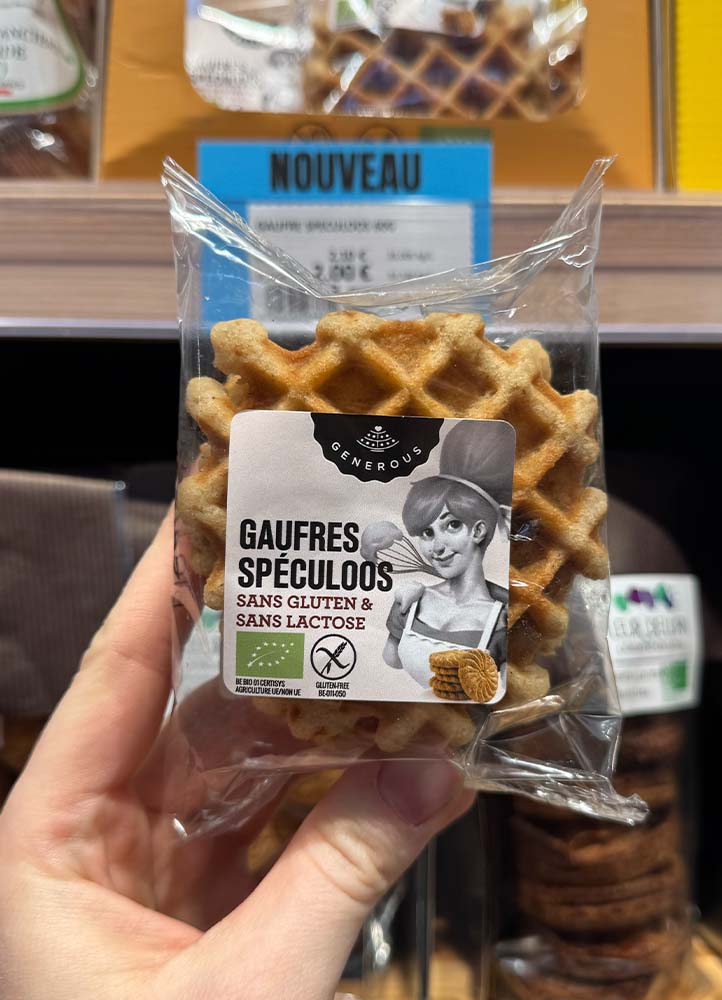 NOUVEAU
GAUFRE SPECULOOS
2,00 €
GENEROUS
GAUFRES
SPÉCULOOS
SANS GLUTEN &
SANS LACTOSE
BE BIO 01 CERTISYS
AGRICULTURE UE/NON UE
GLUTEN-FREE
BE-011-050